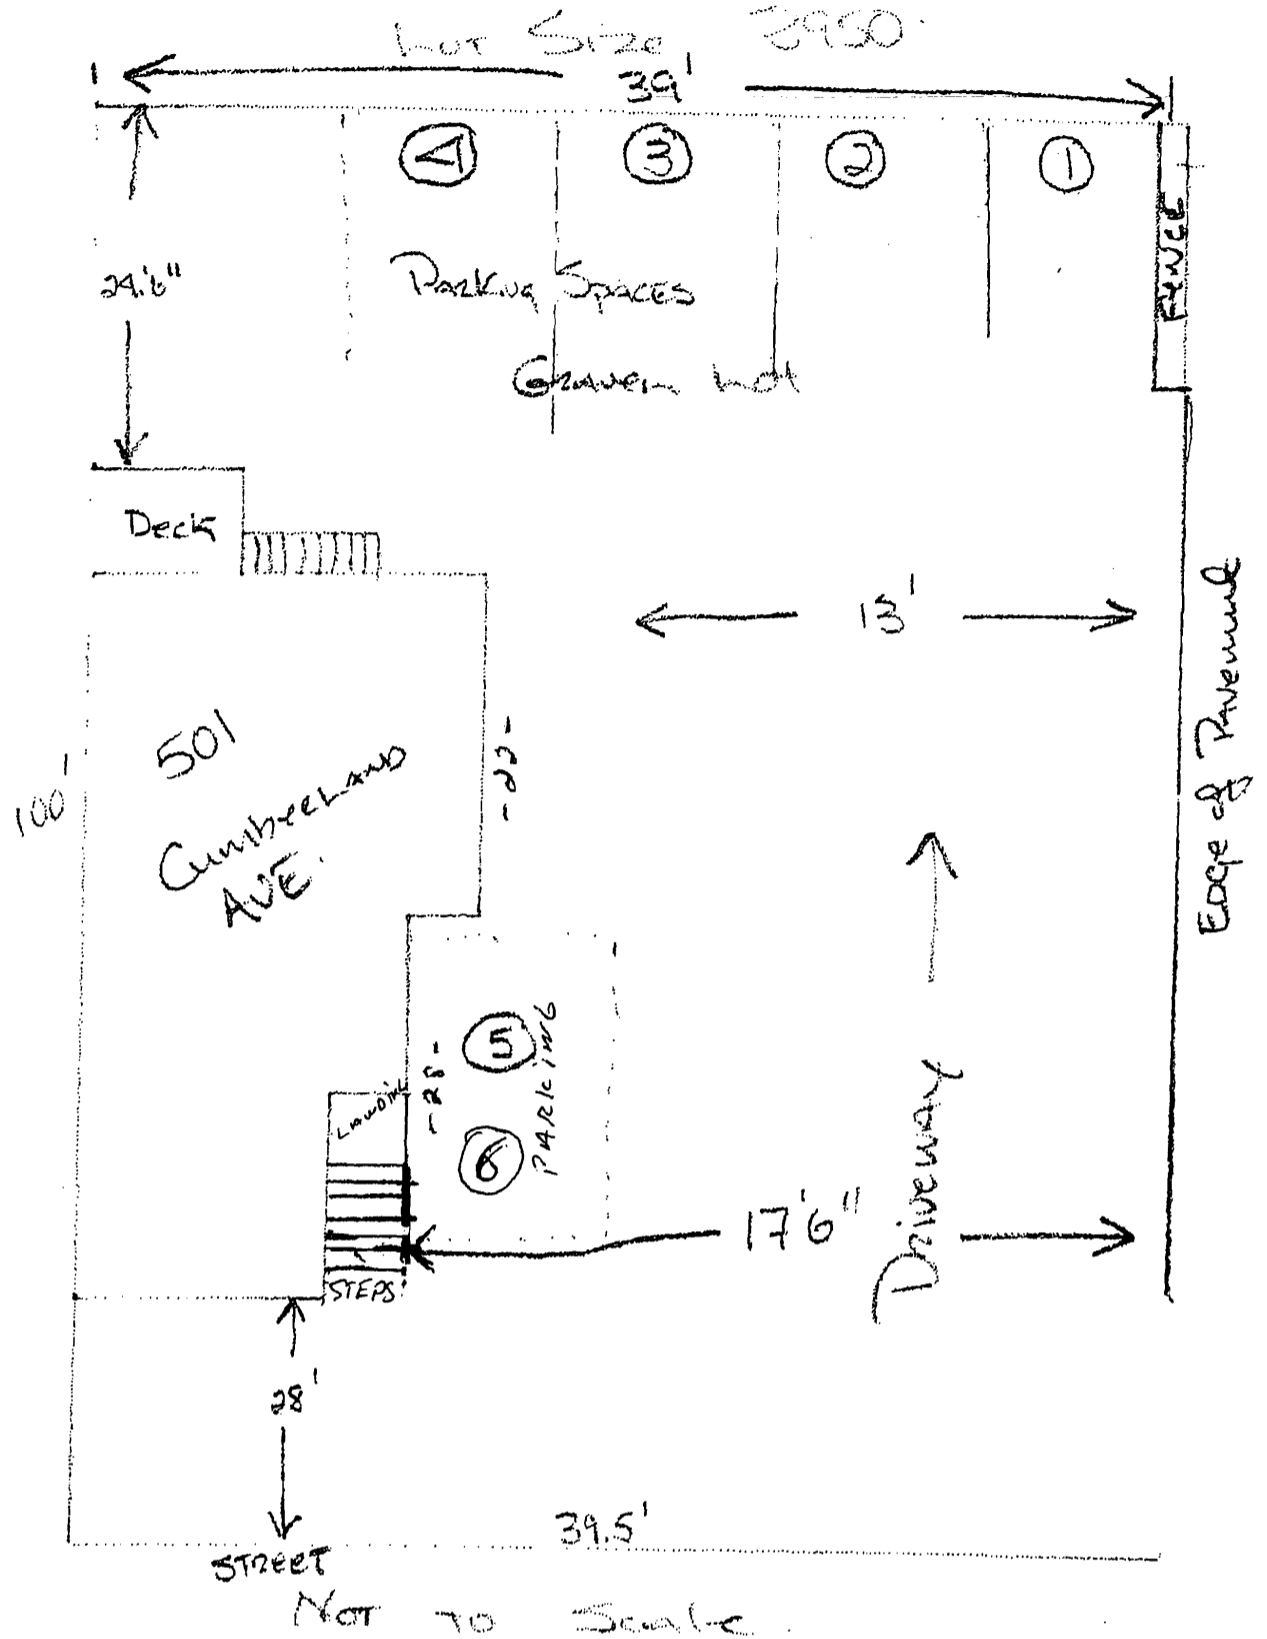 Lot Size 3950
39'
4
3
2
1
FENCE
24'6"
Parking Spaces
Gravel Lot
Deck
13'
Edge of Pavement
501
Cumberland
AVE.
-22-
100'
5
PARKING
-28-
LANDING
6
17'6"
Driveway
STEPS
28'
39.5'
STREET
NOT TO Scale